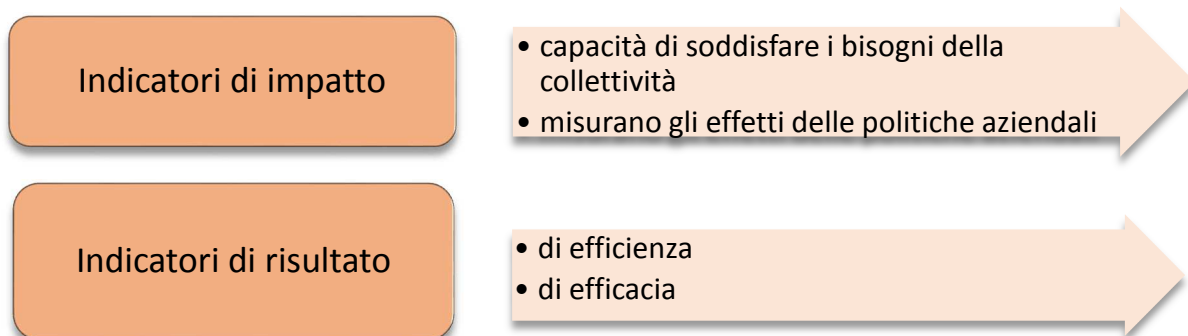 Indicatori di impatto
• capacità di soddisfare i bisogni della
collettività
• misurano gli effetti delle politiche aziendali
Indicatori di risultato
• di efficienza
• di efficacia